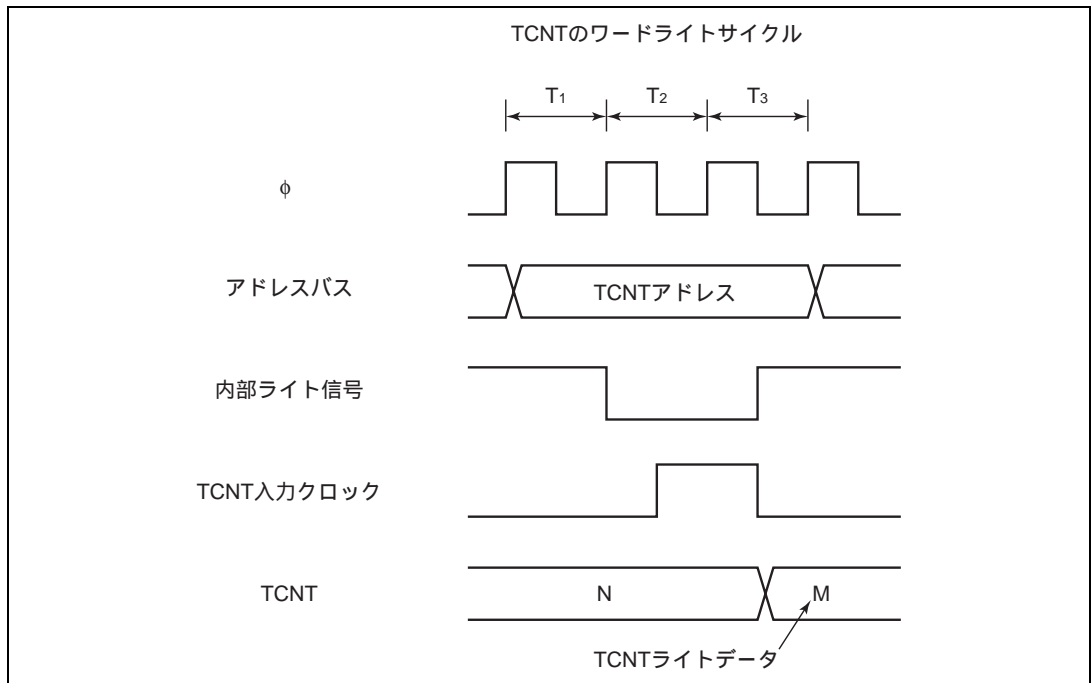 TCNTのワードライトサイクル
T1 T2 T3
φ
アドレスバス
TCNTアドレス
内部ライト信号
TCNT入力クロック
TCNT
N
M
TCNTライトデータ